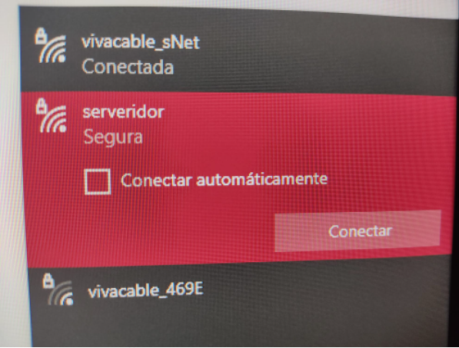 vivacable_sNet
Conectada
serveridor
Segura
Conectar automáticamente
Conectar
vivacable_469E